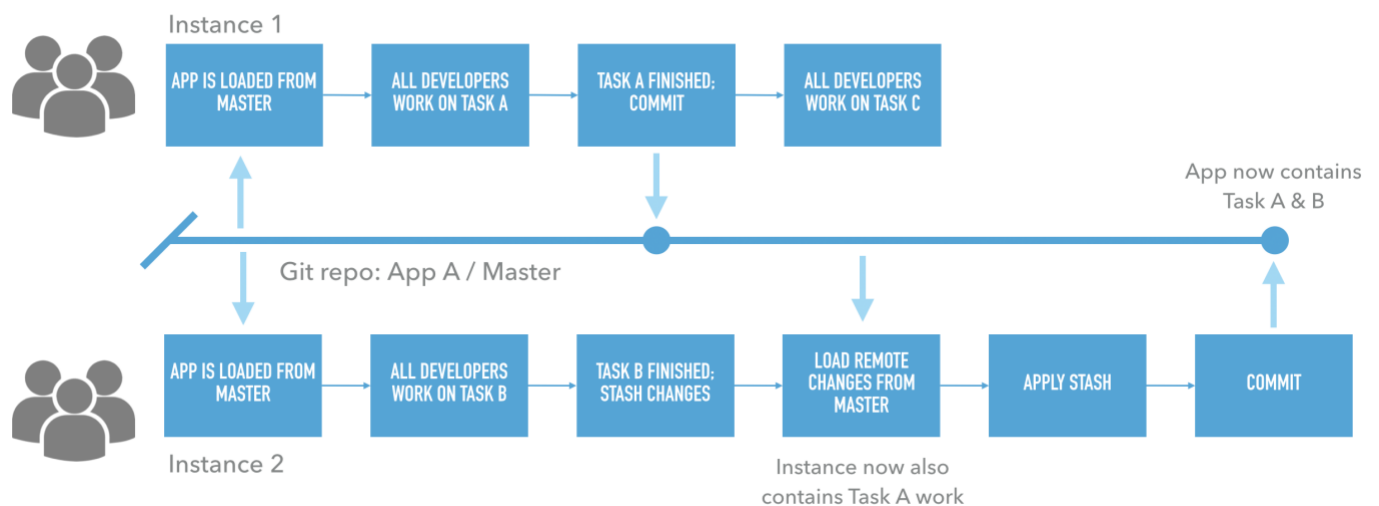 Instance 1
APP IS LOADED FROM
MASTER
ALL DEVELOPERS
WORK ON TASK A
TASK A FINISHED;
COMMIT
ALL DEVELOPERS
WORK ON TASK C
App now contains
Task A & B
Git repo: App A / Master
APP IS LOADED FROM
MASTER
ALL DEVELOPERS
WORK ON TASK B
TASK B FINISHED;
STASH CHANGES
LOAD REMOTE
CHANGES FROM
MASTER
APPLY STASH
COMMIT
Instance 2
Instance now also
contains Task A work